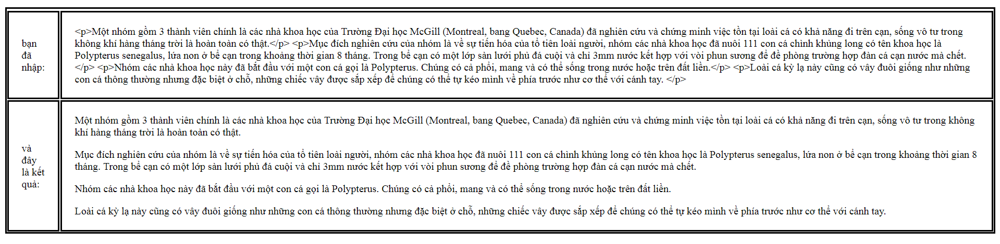 bạn
đã
nhập:
<p>Một nhóm gồm 3 thành viên chính là các nhà khoa học của Trường Đại học McGill (Montreal, bang Quebec, Canada) đã nghiên cứu và chứng minh việc tồn tại loài cá có khả năng đi trên cạn, sống vô tư trong
không khí hàng tháng trời là hoàn toàn có thật.</p> <p>Mục đích nghiên cứu của nhóm là về sự tiến hóa của tổ tiên loài người, nhóm các nhà khoa học đã nuôi 111 con cá chình khủng long có tên khoa học là
Polypterus senegalus, lứa non ở bể cạn trong khoảng thời gian 8 tháng. Trong bể cạn có một lớp sàn lưới phủ đá cuội và chỉ 3mm nước kết hợp với vòi phun sương để đề phòng trường hợp đàn cá cạn nước mà chết.
</p> <p>Nhóm các nhà khoa học này đã bắt đầu với một con cá gọi là Polypterus. Chúng có cả phổi, mang và có thể sống trong nước hoặc trên đất liền.</p> <p>Loài cá kỳ lạ này cũng có vây đuôi giống như những
con cá thông thường nhưng đặc biệt ở chỗ, những chiếc vây được sắp xếp để chúng có thể tự kéo mình về phía trước như cơ thể với cánh tay. </p>
và
đây
là kết
quả:
Một nhóm gồm 3 thành viên chính là các nhà khoa học của Trường Đại học McGill (Montreal, bang Quebec, Canada) đã nghiên cứu và chứng minh việc tồn tại loài cá có khả năng đi trên cạn, sống vô tư trong không
khí hàng tháng trời là hoàn toàn có thật.
Mục đích nghiên cứu của nhóm là về sự tiến hóa của tổ tiên loài người, nhóm các nhà khoa học đã nuôi 111 con cá chình khủng long có tên khoa học là Polypterus senegalus, lứa non ở bể cạn trong khoảng thời gian 8
tháng. Trong bể cạn có một lớp sàn lưới phủ đá cuội và chỉ 3mm nước kết hợp với vòi phun sương để đề phòng trường hợp đàn cá cạn nước mà chết.
Nhóm các nhà khoa học này đã bắt đầu với một con cá gọi là Polypterus. Chúng có cả phổi, mang và có thể sống trong nước hoặc trên đất liền.
Loài cá kỳ lạ này cũng có vây đuôi giống như những con cá thông thường nhưng đặc biệt ở chỗ, những chiếc vây được sắp xếp để chúng có thể tự kéo mình về phía trước như cơ thể với cánh tay.